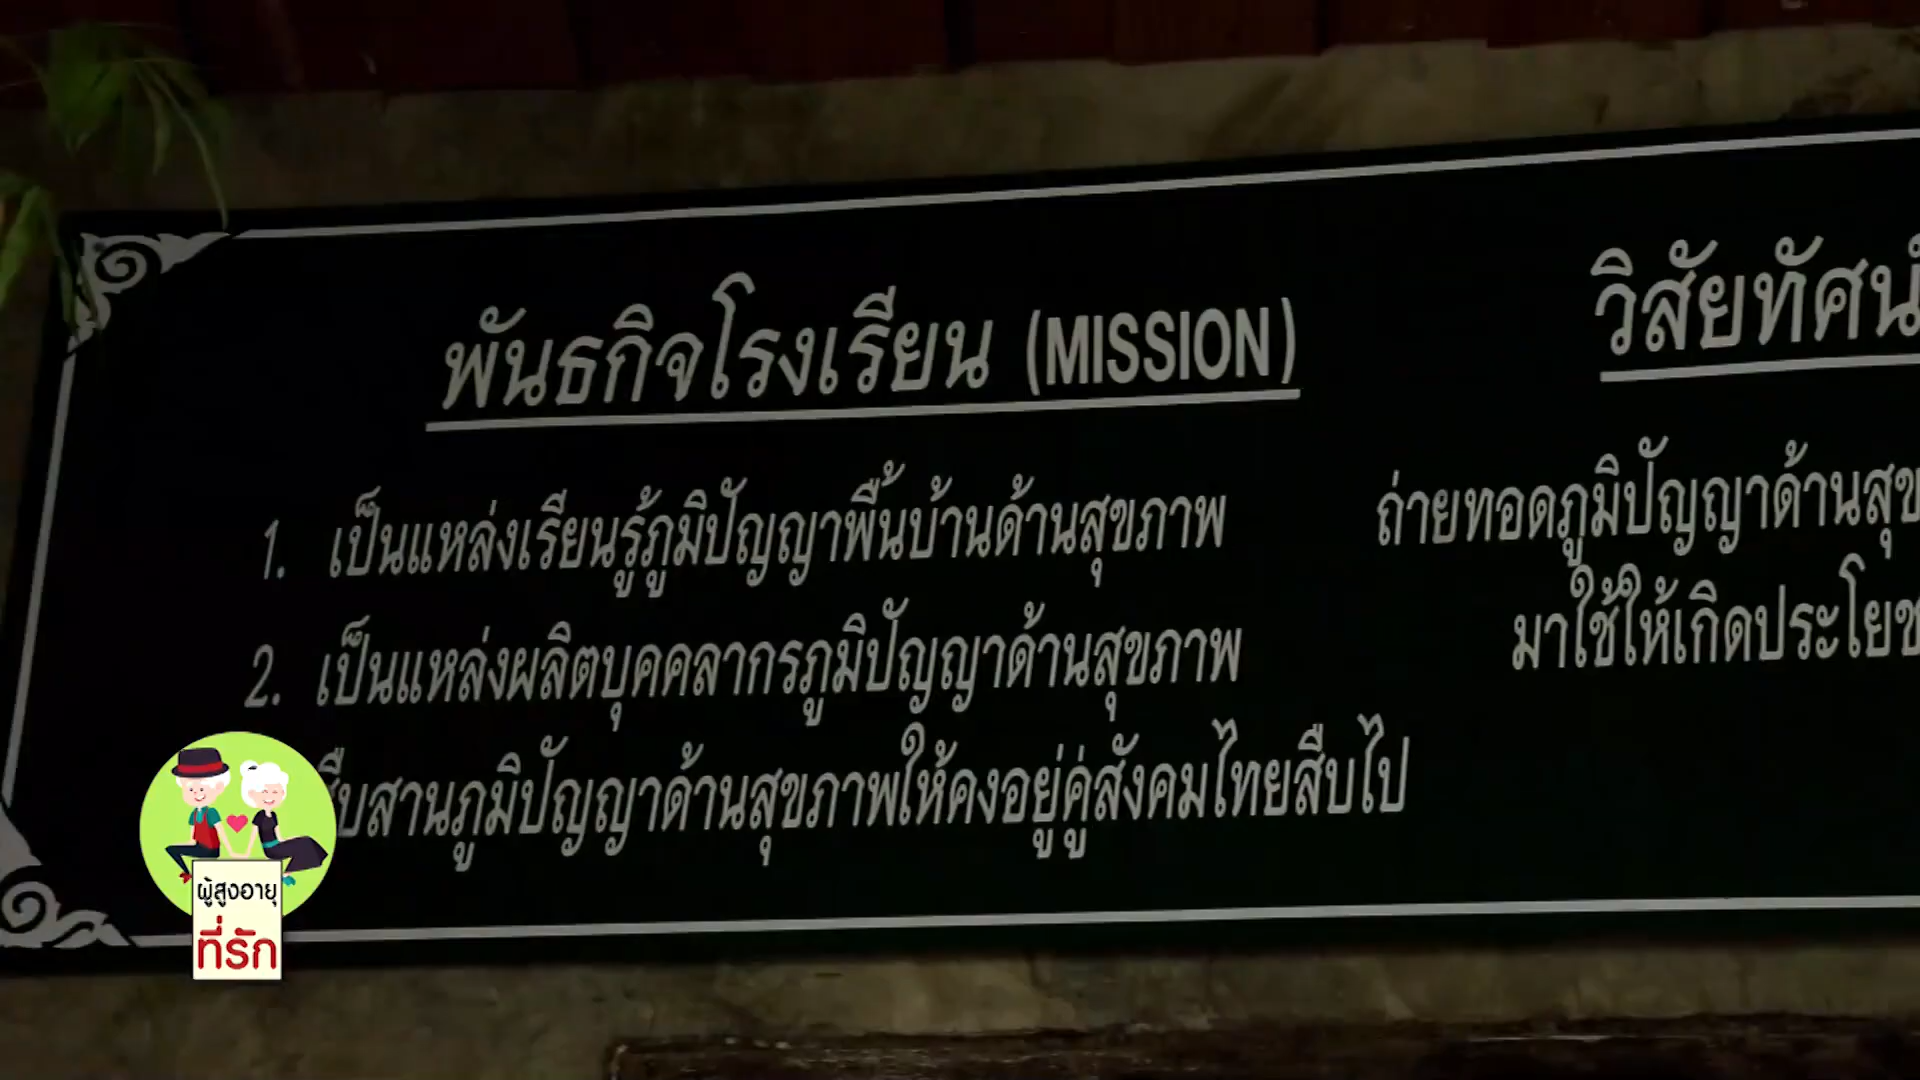 พันธกิจโรงเรียน (MISSION)
1. เป็นแหล่งเรียนรู้ภูมิปัญญาพื้นบ้านด้านสุขภาพ
2. เป็นแหล่งผลิตบุคคลากรภูมิปัญญาด้านสุขภาพ
สืบสานภูมิปัญญาด้านสุขภาพให้คงอยู่คู่สังคมไทยสืบไป
วิสัยทัศน์
ถ่ายทอดภูมิปัญญาด้านสุข
มาใช้ให้เกิดประโยช
ผู้สูงอายุ
ที่รัก